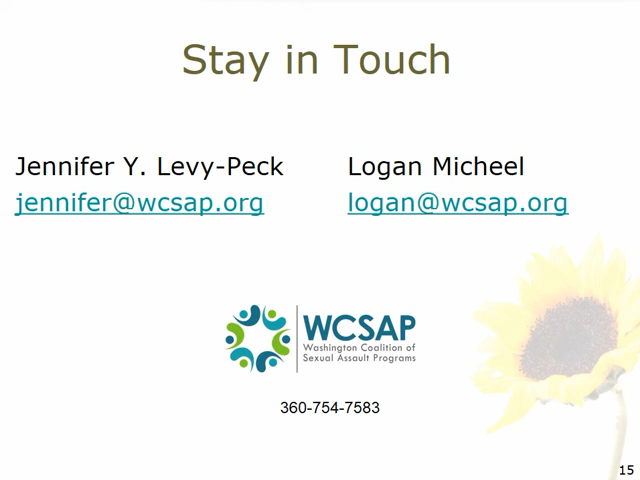 Stay in Touch
Jennifer Y. Levy-Peck
jennifer@wcsap.org
Logan Micheel
logan@wcsap.org
WCSAP
Washington Coalition of
Sexual Assault Programs
360-754-7583
15